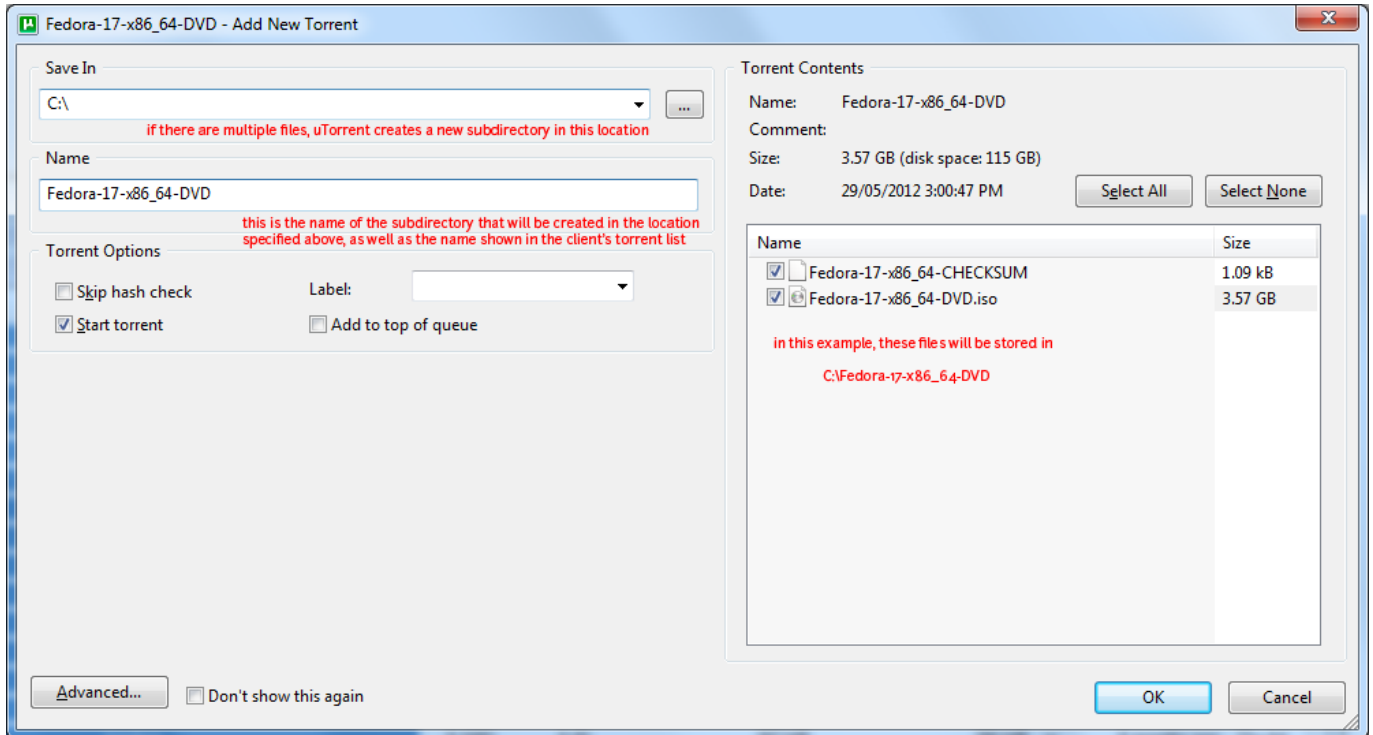 Fedora-17-x86_64-DVD - Add New Torrent
Save In
C:\
...
if there are multiple files, uTorrent creates a new subdirectory in this location
Name
Fedora-17-x86_64-DVD
this is the name of the subdirectory that will be created in the location
specified above, as well as the name shown in the client's torrent list
Torrent Options
Skip hash check
Label:
Start torrent
Add to top of queue
Torrent Contents
Name: Fedora-17-x86_64-DVD
Comment:
Size: 3.57 GB (disk space: 115 GB)
Date: 29/05/2012 3:00:47 PM
Select All
Select None
Name Size
Fedora-17-x86_64-CHECKSUM 1.09 kB
Fedora-17-x86_64-DVD.iso 3.57 GB
in this example, these files will be stored in
C:\Fedora-17-x86_64-DVD
Advanced...
Don't show this again
OK
Cancel